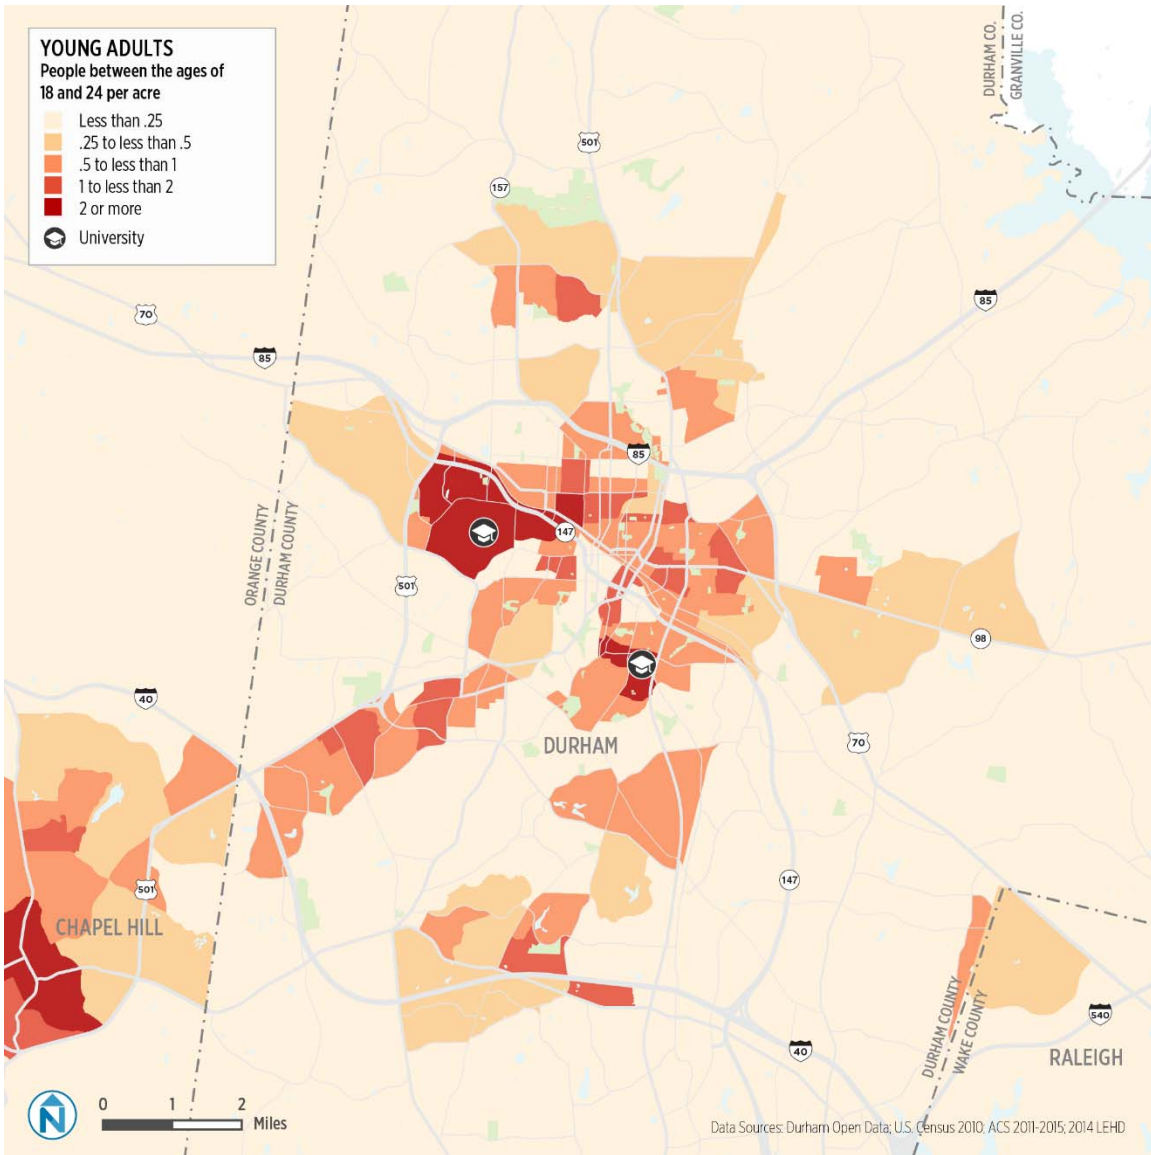 YOUNG ADULTS
People between the ages of
18 and 24 per acre
Less than .25
.25 to less than .5
.5 to less than 1
1 to less than 2
2 or more
University
DURHAM CO.
GRANVILLE CO.
501
157
85
70
85
85
ORANGE COUNTY
DURHAM COUNTY
147
501
98
40
DURHAM
70
501
147
CHAPEL HILL
DURHAM COUNTY
WAKE COUNTY
540
40
RALEIGH
N
0 1 2
Miles
Data Sources: Durham Open Data; U.S. Census 2010; ACS 2011-2015; 2014 LEHD